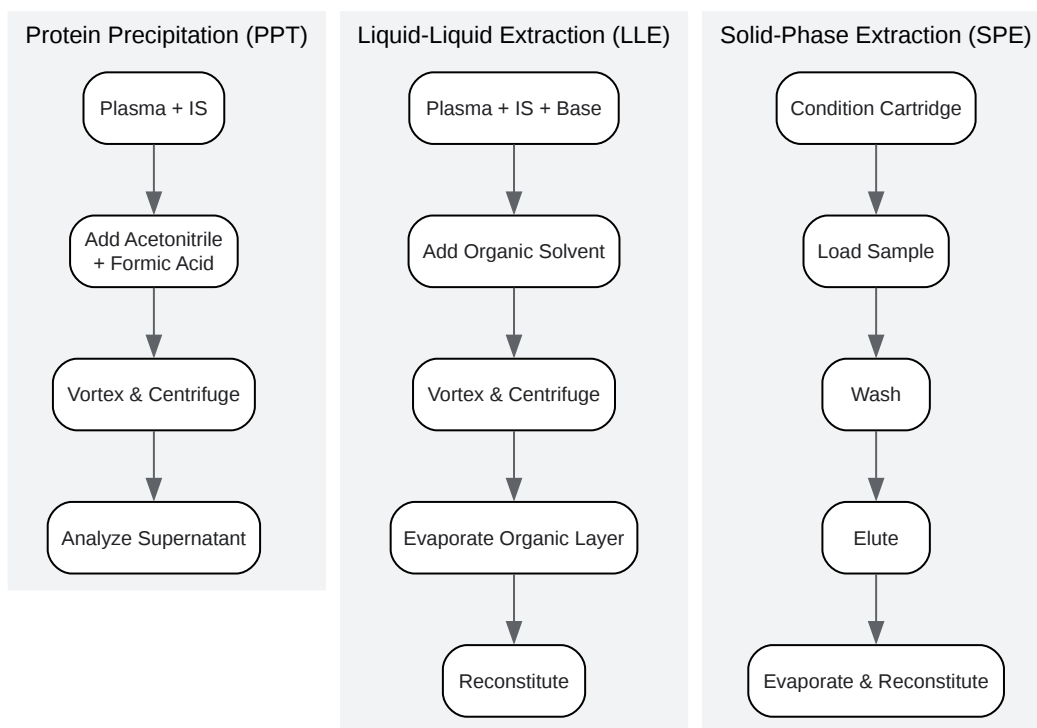 Protein Precipitation (PPT)
Plasma + IS
Add Acetonitrile
+ Formic Acid
Vortex & Centrifuge
Analyze Supernatant
Liquid-Liquid Extraction (LLE)
Plasma + IS + Base
Add Organic Solvent
Vortex & Centrifuge
Evaporate Organic Layer
Reconstitute
Solid-Phase Extraction (SPE)
Condition Cartridge
Load Sample
Wash
Elute
Evaporate & Reconstitute